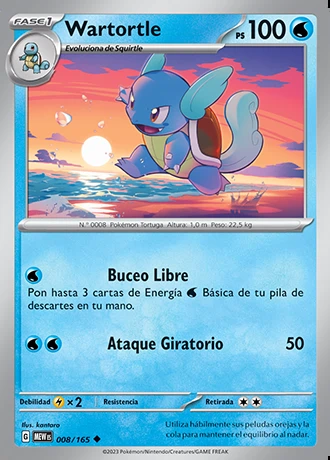 FASE 1
Wartortle
PS 100
Evoluciona de Squirtle
N.º 0008 Pokémon Tortuga Altura: 1,0 m Peso: 22,5 kg
Buceo Libre
Pon hasta 3 cartas de Energía Básica de tu pila de
descartes en tu mano.
Ataque Giratorio 50
Debilidad ×2 Resistencia Retirada
Ilus. kantaro
G MEW ES 008/165
Utiliza hábilmente sus peludas orejas y la
cola para mantener el equilibrio al nadar.
©2023 Pokémon/Nintendo/Creatures/GAME FREAK